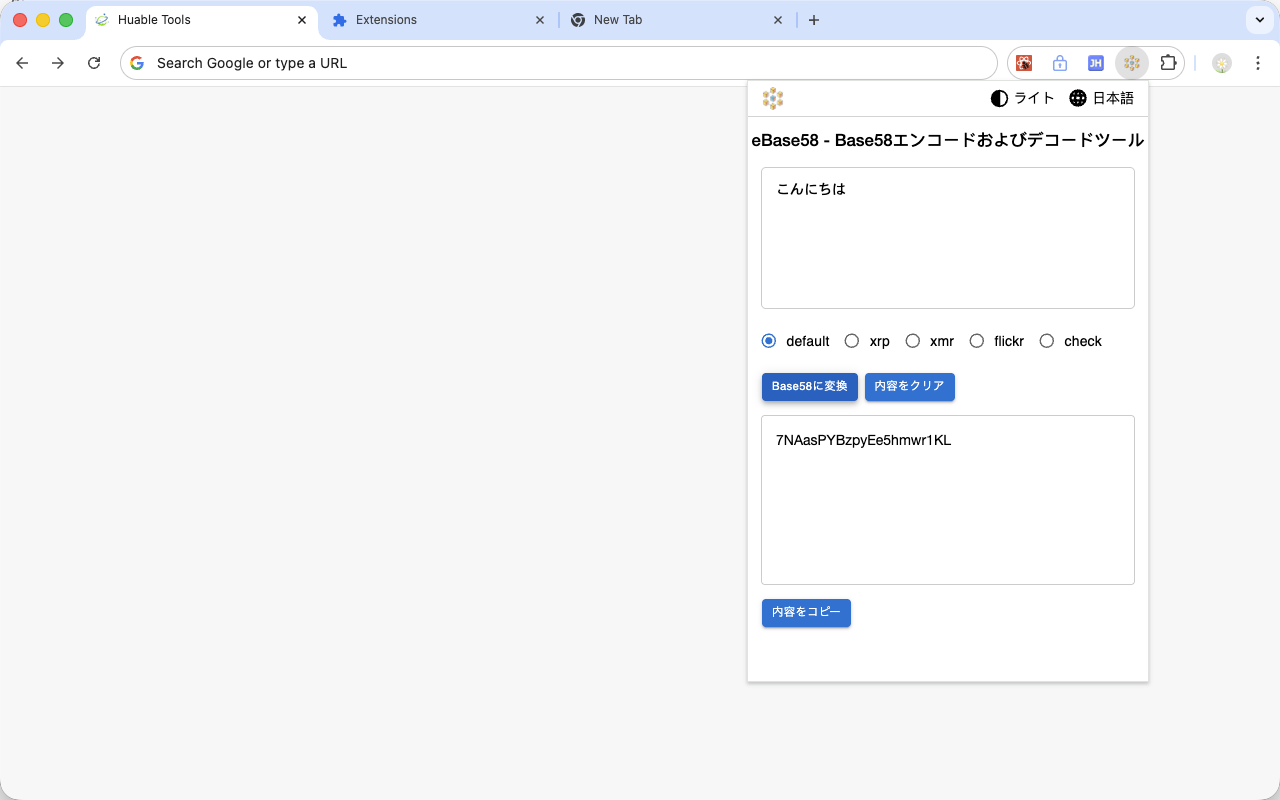 Huable Tools
Extensions
New Tab
Search Google or type a URL
JH
ライト
日本語
eBase58 - Base58エンコードおよびデコードツール
こんにちは
default xrp xmr flickr check
Base58に変換 内容をクリア
7NAasPYBzpyEe5hmwr1KL
内容をコピー